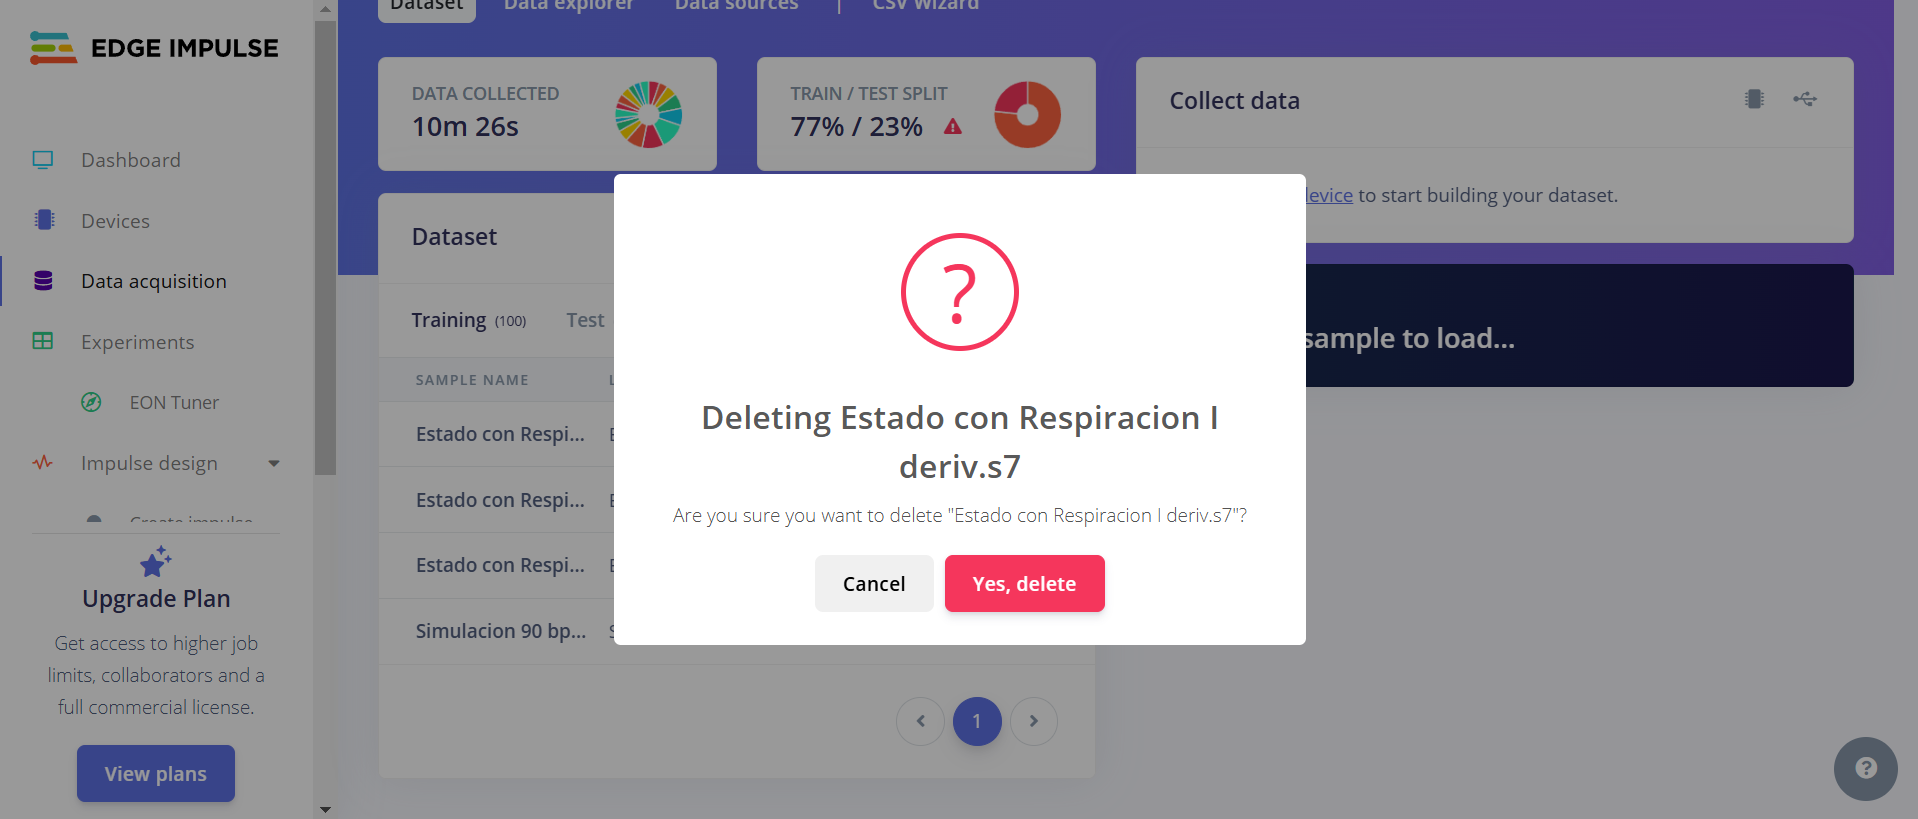 EDGE IMPULSE
Dashboard
Devices
Data acquisition
Experiments
EON Tuner
Impulse design
Create impulse
Upgrade Plan
Get access to higher job
limits, collaborators and a
full commercial license.
View plans
Dataset Data explorer Data sources | CSV Wizard
DATA COLLECTED
10m 26s
TRAIN / TEST SPLIT
77% / 23%
Collect data
device to start building your dataset.
Dataset
Training (100) Test
SAMPLE NAME
Estado con Respi...
Estado con Respi...
Estado con Respi...
Simulacion 90 bp...
1
sample to load...
?
Deleting Estado con Respiracion I
deriv.s7
Are you sure you want to delete "Estado con Respiracion I deriv.s7"?
Cancel
Yes, delete
?